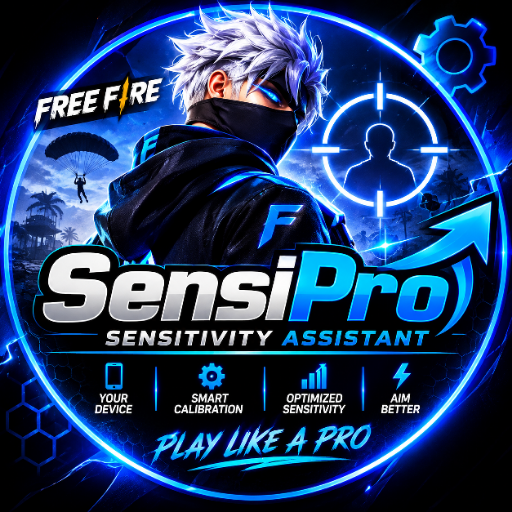 FREE FIRE
F
F
SensiPro
SENSITIVITY ASSISTANT
YOUR DEVICE
SMART CALIBRATION
OPTIMIZED SENSITIVITY
AIM BETTER
PLAY LIKE A PRO